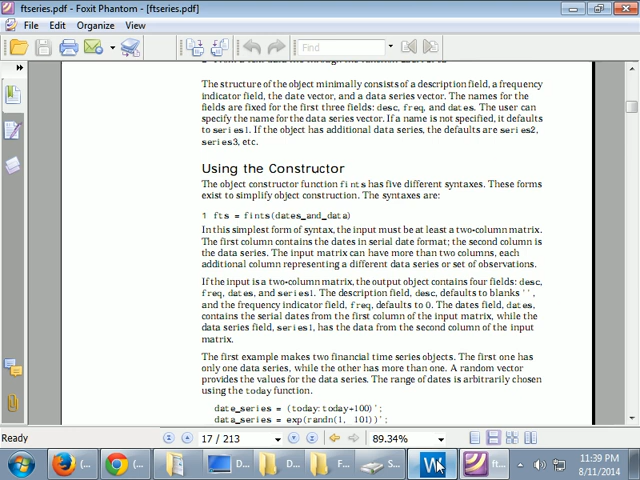 ftseries.pdf - Foxit Phantom - [ftseries.pdf]
File Edit Organize View
Find
The structure of the object minimally consists of a description field, a frequency
indicator field, the date vector, and a data series vector. The names for the
fields are fixed for the first three fields: desc, freq, and dates. The user can
specify the name for the data series vector. If a name is not specified, it defaults
to series1. If the object has additional data series, the defaults are series2,
series3, etc.
Using the Constructor
The object constructor function fints has five different syntaxes. These forms
exist to simplify object construction. The syntaxes are:
1 fts = fints(dates_and_data)
In this simplest form of syntax, the input must be at least a two-column matrix.
The first column contains the dates in serial date format; the second column is
the data series. The input matrix can have more than two columns, each
additional column representing a different data series or set of observations.
If the input is a two-column matrix, the output object contains four fields: desc,
freq, dates, and series1. The description field, desc, defaults to blanks '',
and the frequency indicator field, freq, defaults to 0. The dates field, dates,
contains the serial dates from the first column of the input matrix, while the
data series field, series1, has the data from the second column of the input
matrix.
The first example makes two financial time series objects. The first one has
only one data series, while the other has more than one. A random vector
provides the values for the data series. The range of dates is arbitrarily chosen
using the today function.
date_series = (today:today+100)';
data_series = exp(randn(1, 101))';
Ready
17 / 213
89.34%
(...
(...
D...
D...
F...
S...
W
ft...
11:39 PM
8/11/2014